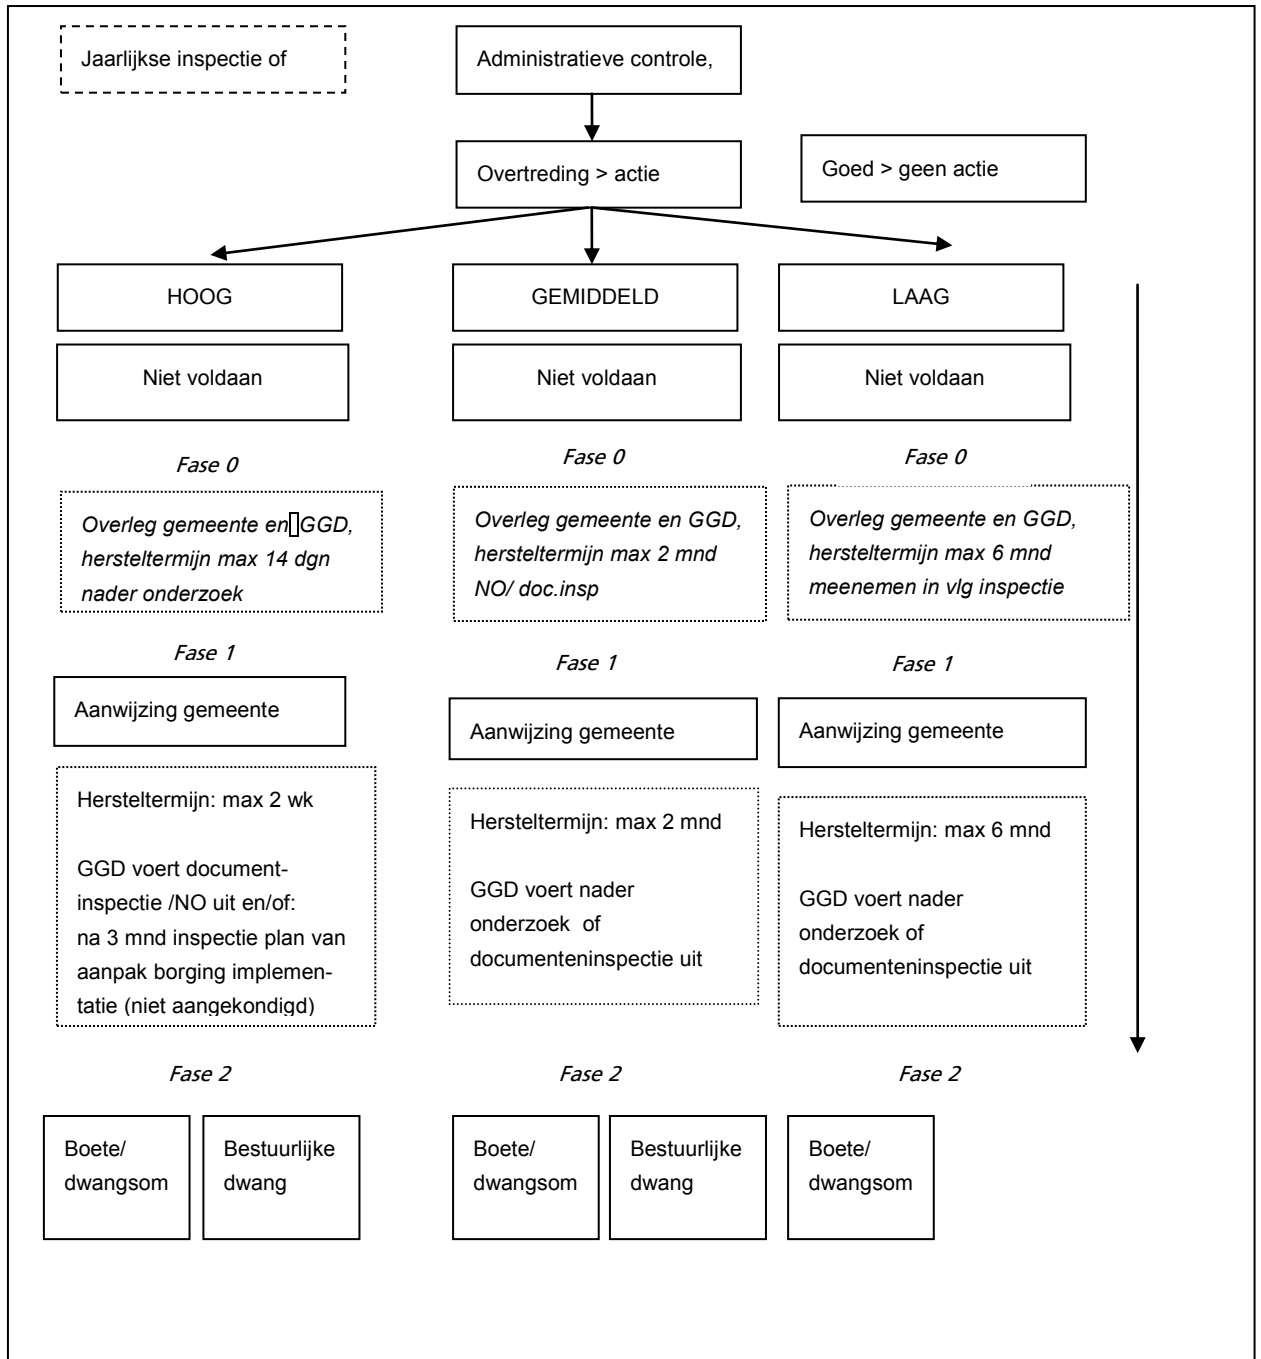 Jaarlijkse inspectie of
Administratieve controle,
Overtreding > actie
Goed > geen actie
HOOG
GEMIDDELD
LAAG
Niet voldaan
Niet voldaan
Niet voldaan
Fase 0
Fase 0
Fase 0
Overleg gemeente en GGD,
hersteltermijn max 14 dgn
nader onderzoek
Overleg gemeente en GGD,
hersteltermijn max 2 mnd
NO/ doc.insp
Overleg gemeente en GGD,
hersteltermijn max 6 mnd
meenemen in vlg inspectie
Fase 1
Fase 1
Fase 1
Aanwijzing gemeente
Aanwijzing gemeente
Aanwijzing gemeente
Hersteltermijn: max 2 wk
GGD voert document-
inspectie /NO uit en/of:
na 3 mnd inspectie plan van
aanpak borging implemen-
tatie (niet aangekondigd)
Hersteltermijn: max 2 mnd
GGD voert nader
onderzoek of
documenteninspectie uit
Hersteltermijn: max 6 mnd
GGD voert nader
onderzoek of
documenteninspectie uit
Fase 2
Fase 2
Fase 2
Boete/
dwangsom
Bestuurlijke
dwang
Boete/
dwangsom
Bestuurlijke
dwang
Boete/
dwangsom